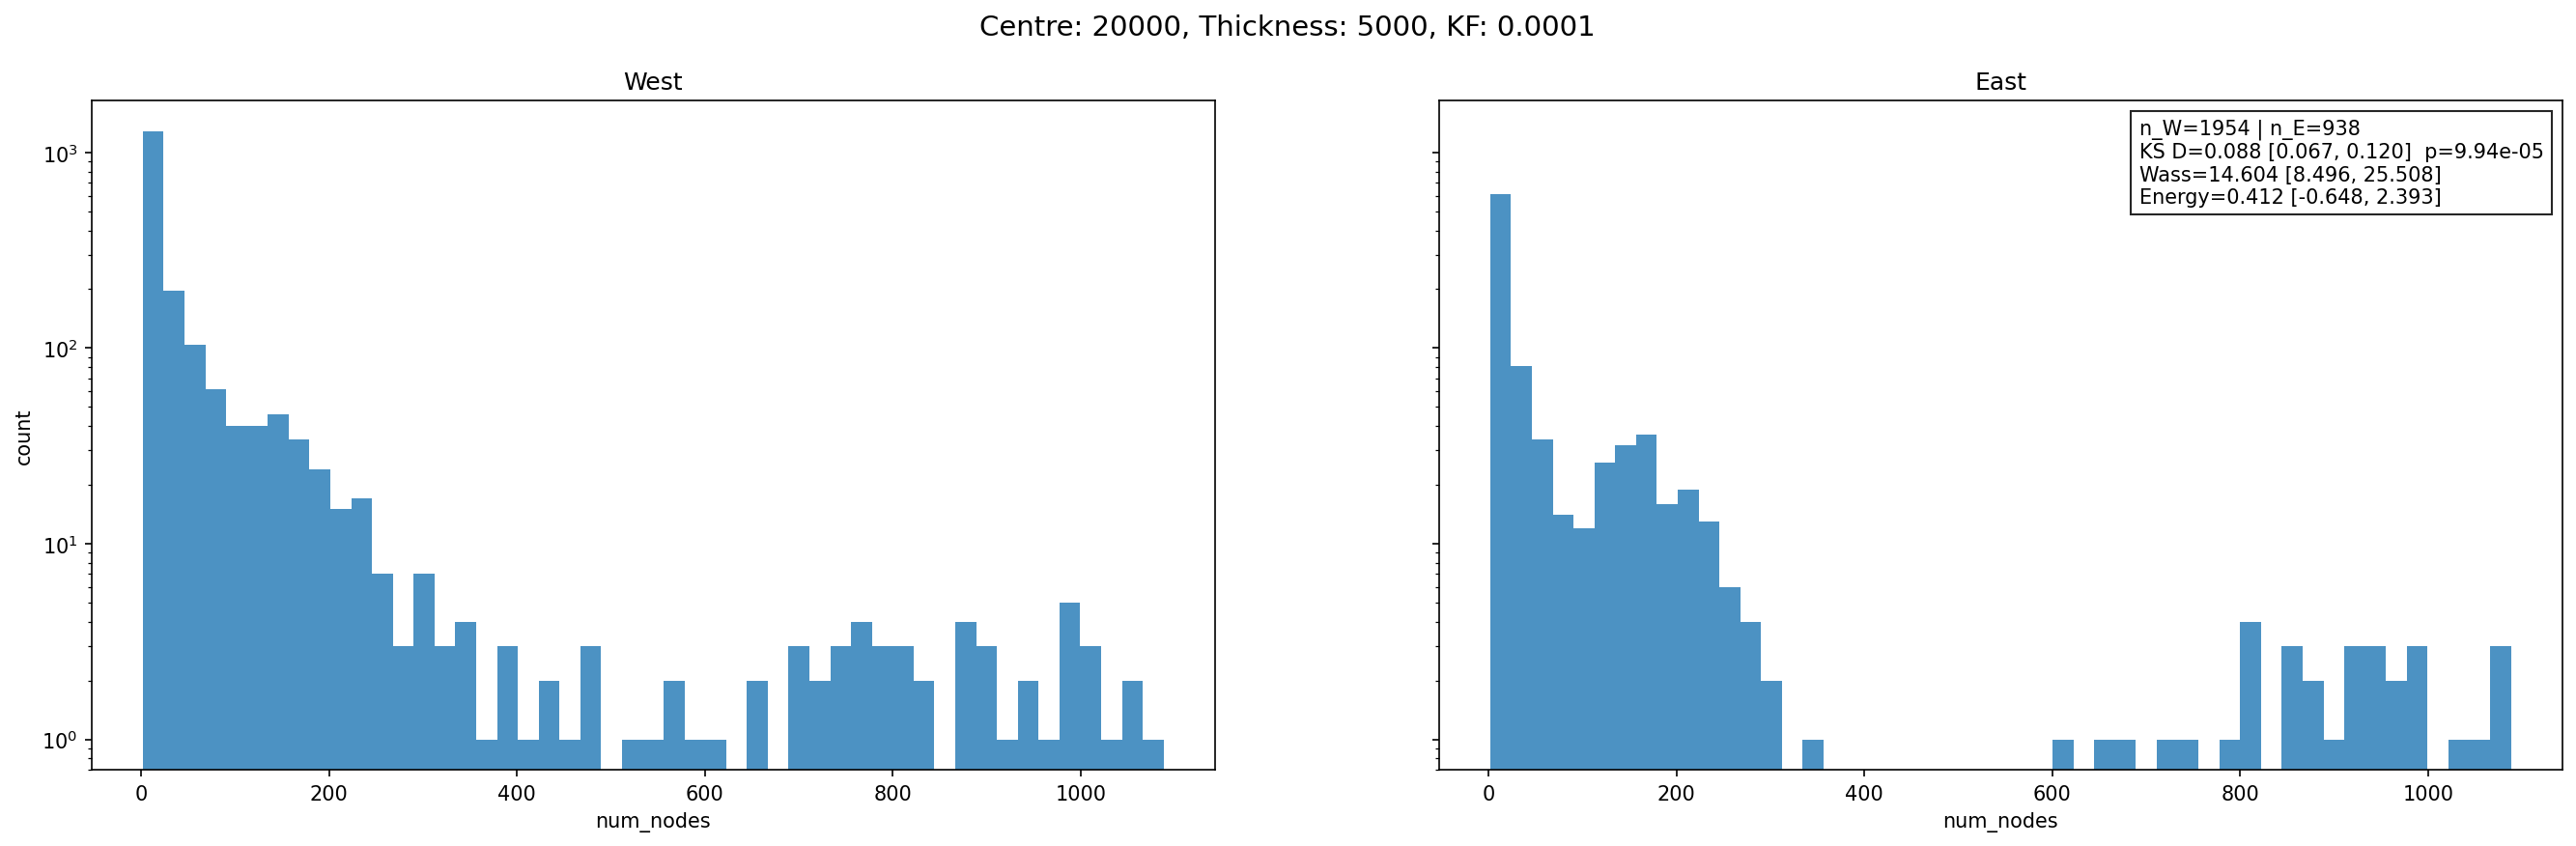 Centre: 20000, Thickness: 5000, KF: 0.0001
West
count
10³
10²
10¹
10⁰
0 200 400 600 800 1000
num_nodes
East
n_W=1954 | n_E=938
KS D=0.088 [0.067, 0.120] p=9.94e-05
Wass=14.604 [8.496, 25.508]
Energy=0.412 [-0.648, 2.393]
0 200 400 600 800 1000
num_nodes